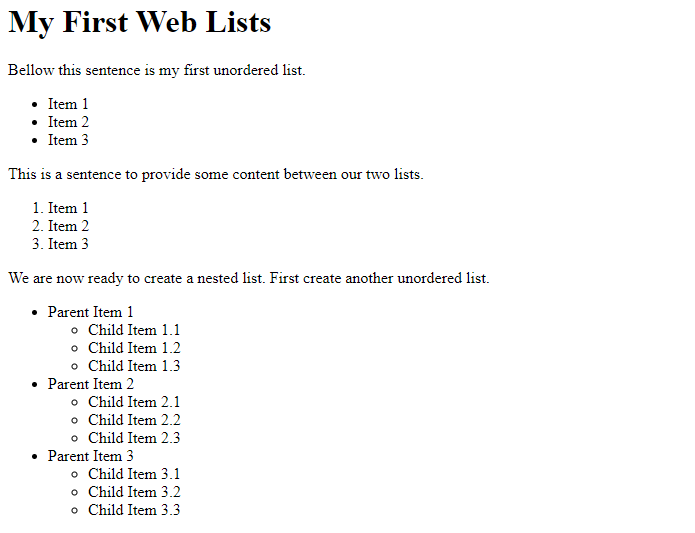 My First Web Lists
Bellow this sentence is my first unordered list.
• Item 1
• Item 2
• Item 3
This is a sentence to provide some content between our two lists.
1. Item 1
2. Item 2
3. Item 3
We are now ready to create a nested list. First create another unordered list.
• Parent Item 1
◦ Child Item 1.1
◦ Child Item 1.2
◦ Child Item 1.3
• Parent Item 2
◦ Child Item 2.1
◦ Child Item 2.2
◦ Child Item 2.3
• Parent Item 3
◦ Child Item 3.1
◦ Child Item 3.2
◦ Child Item 3.3